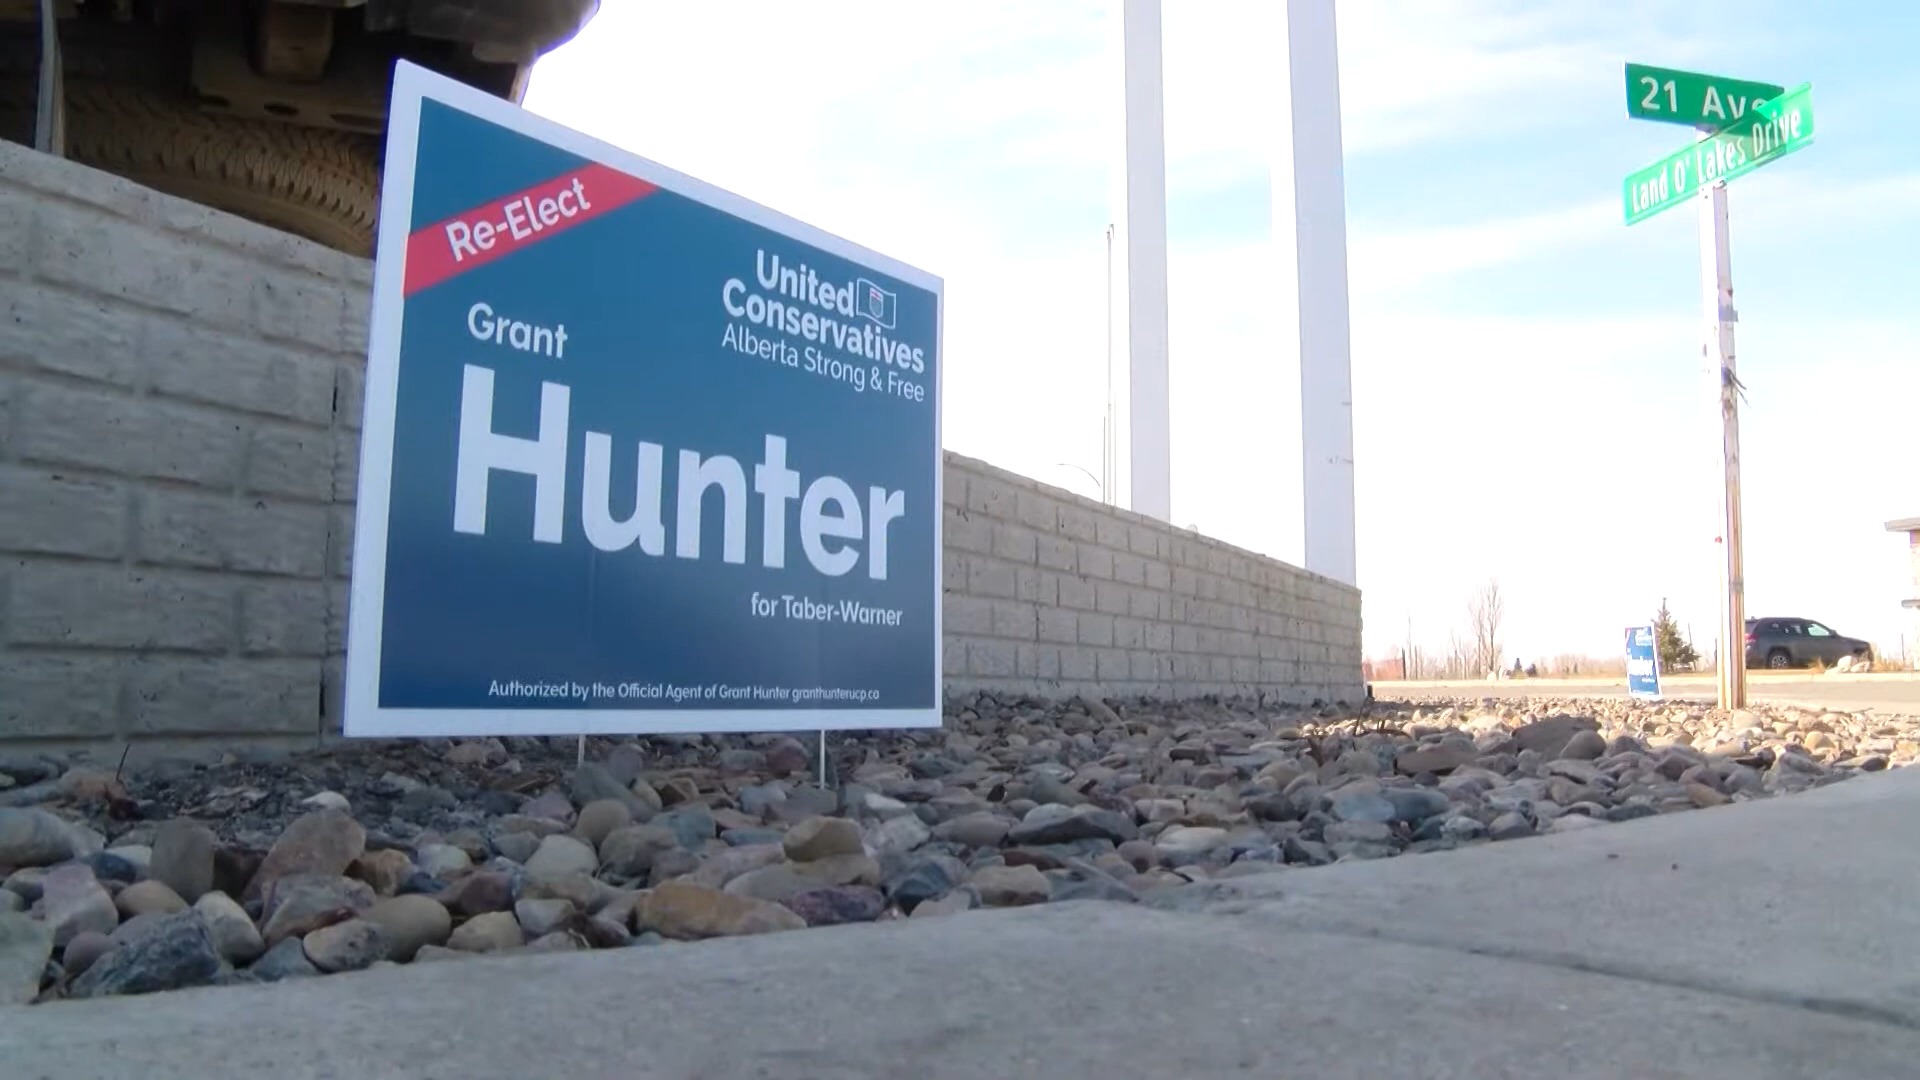 Re-Elect
United
Conservatives
Alberta Strong & Free
Grant
Hunter
for Taber-Warner
Authorized by the Official Agent of Grant Hunter granthunterucp.ca
21 Ave
Land O' Lakes Drive